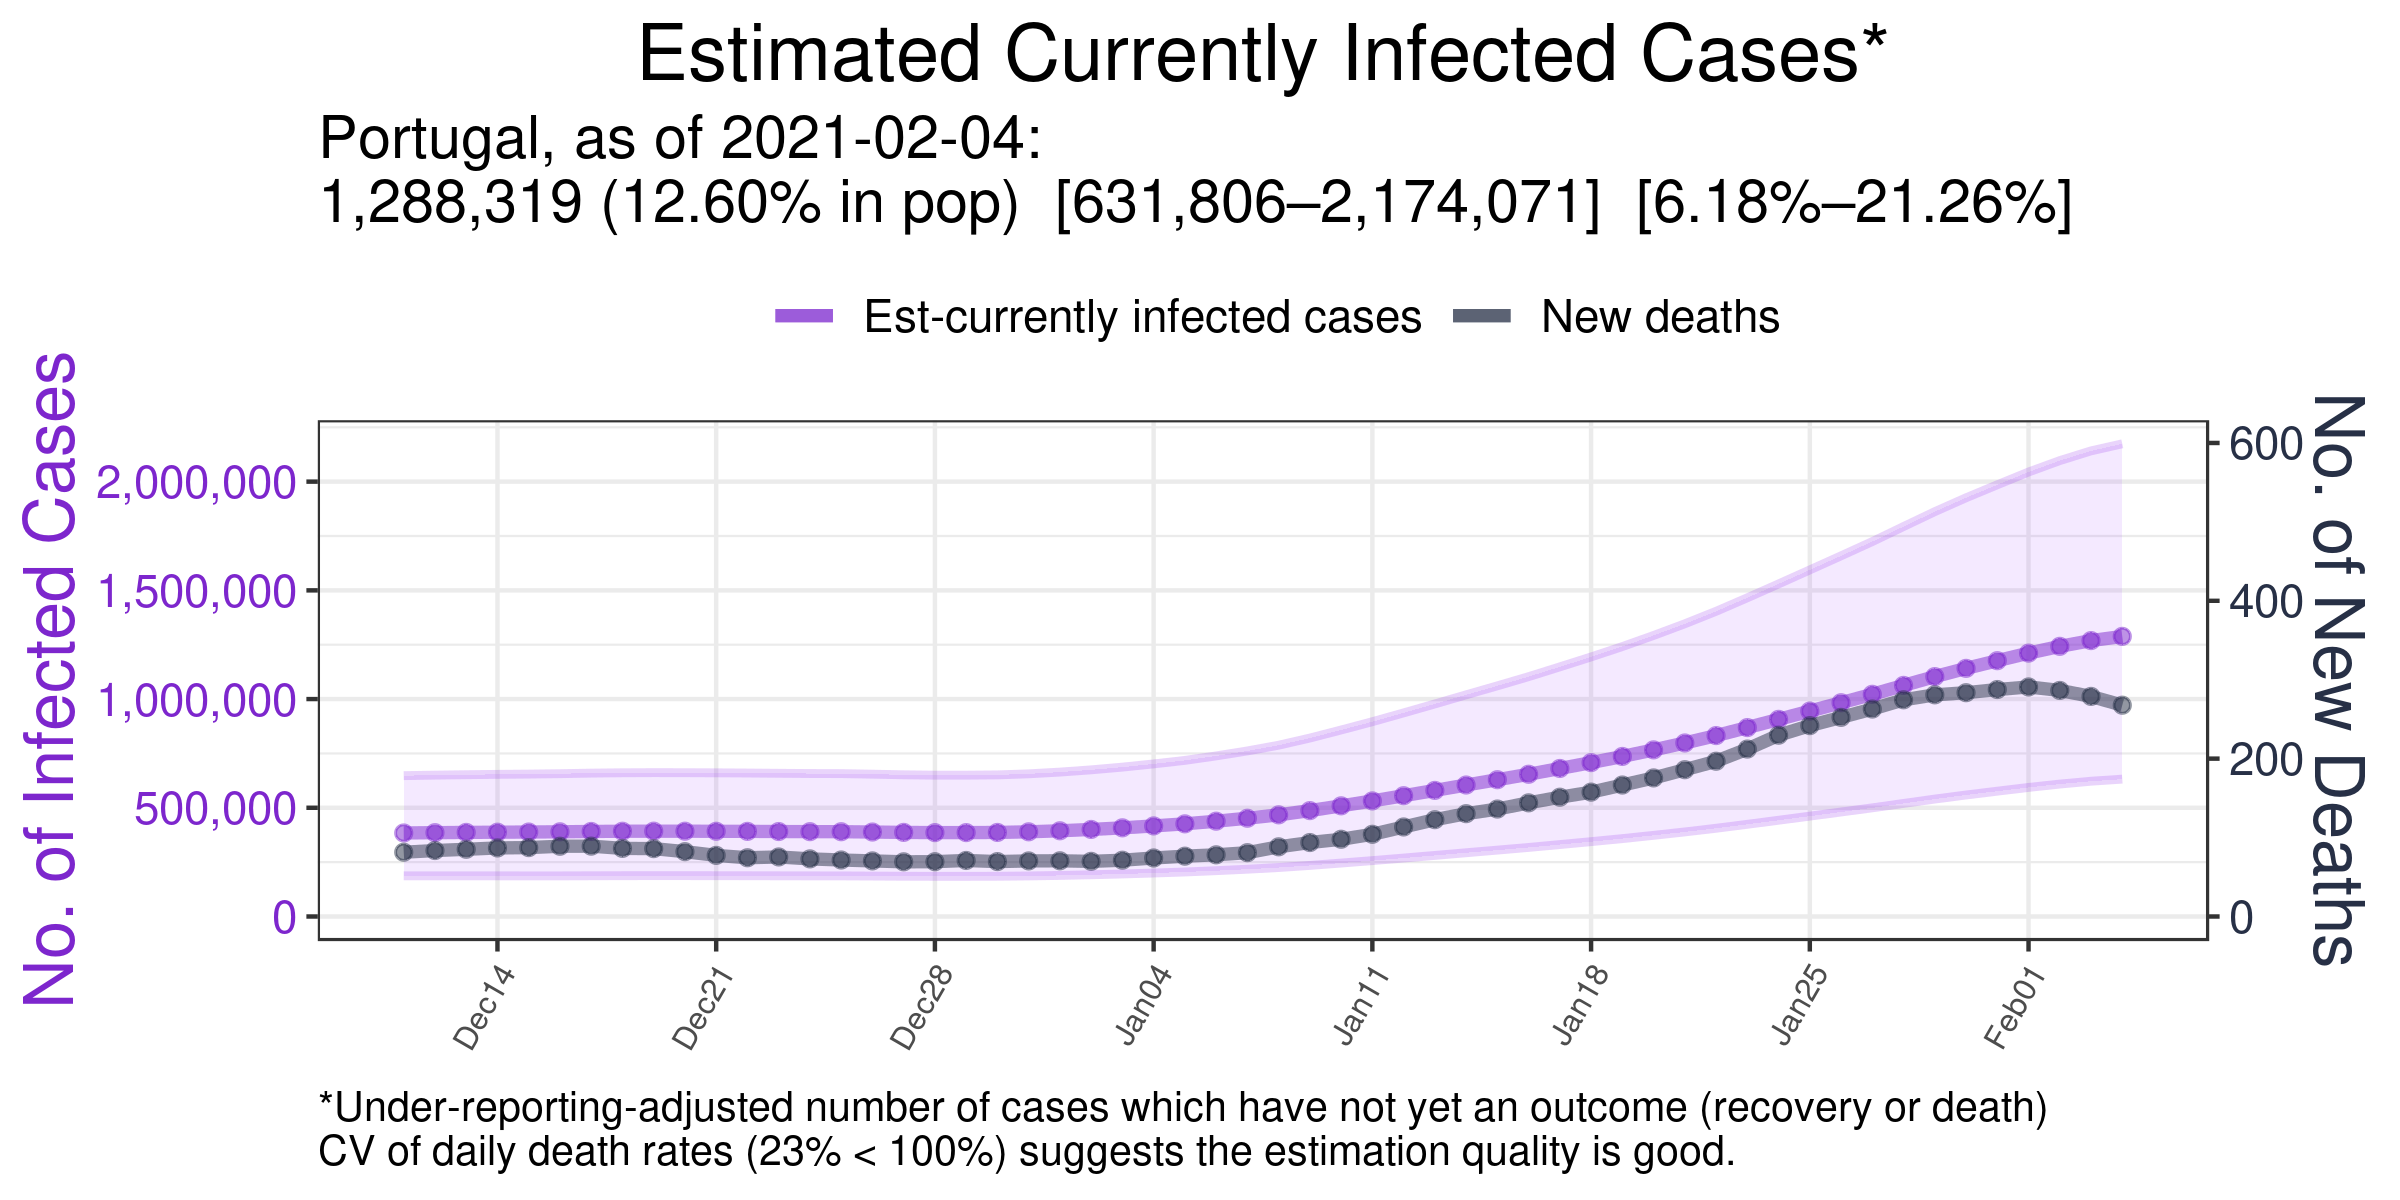 Estimated Currently Infected Cases*
Portugal, as of 2021-02-04:
1,288,319 (12.60% in pop) [631,806–2,174,071] [6.18%–21.26%]
Est-currently infected cases New deaths
No. of Infected Cases
2,000,000
1,500,000
1,000,000
500,000
0
600
400
200
0
No. of New Deaths
Dec14 Dec21 Dec28 Jan04 Jan11 Jan18 Jan25 Feb01
*Under-reporting-adjusted number of cases which have not yet an outcome (recovery or death)
CV of daily death rates (23% < 100%) suggests the estimation quality is good.